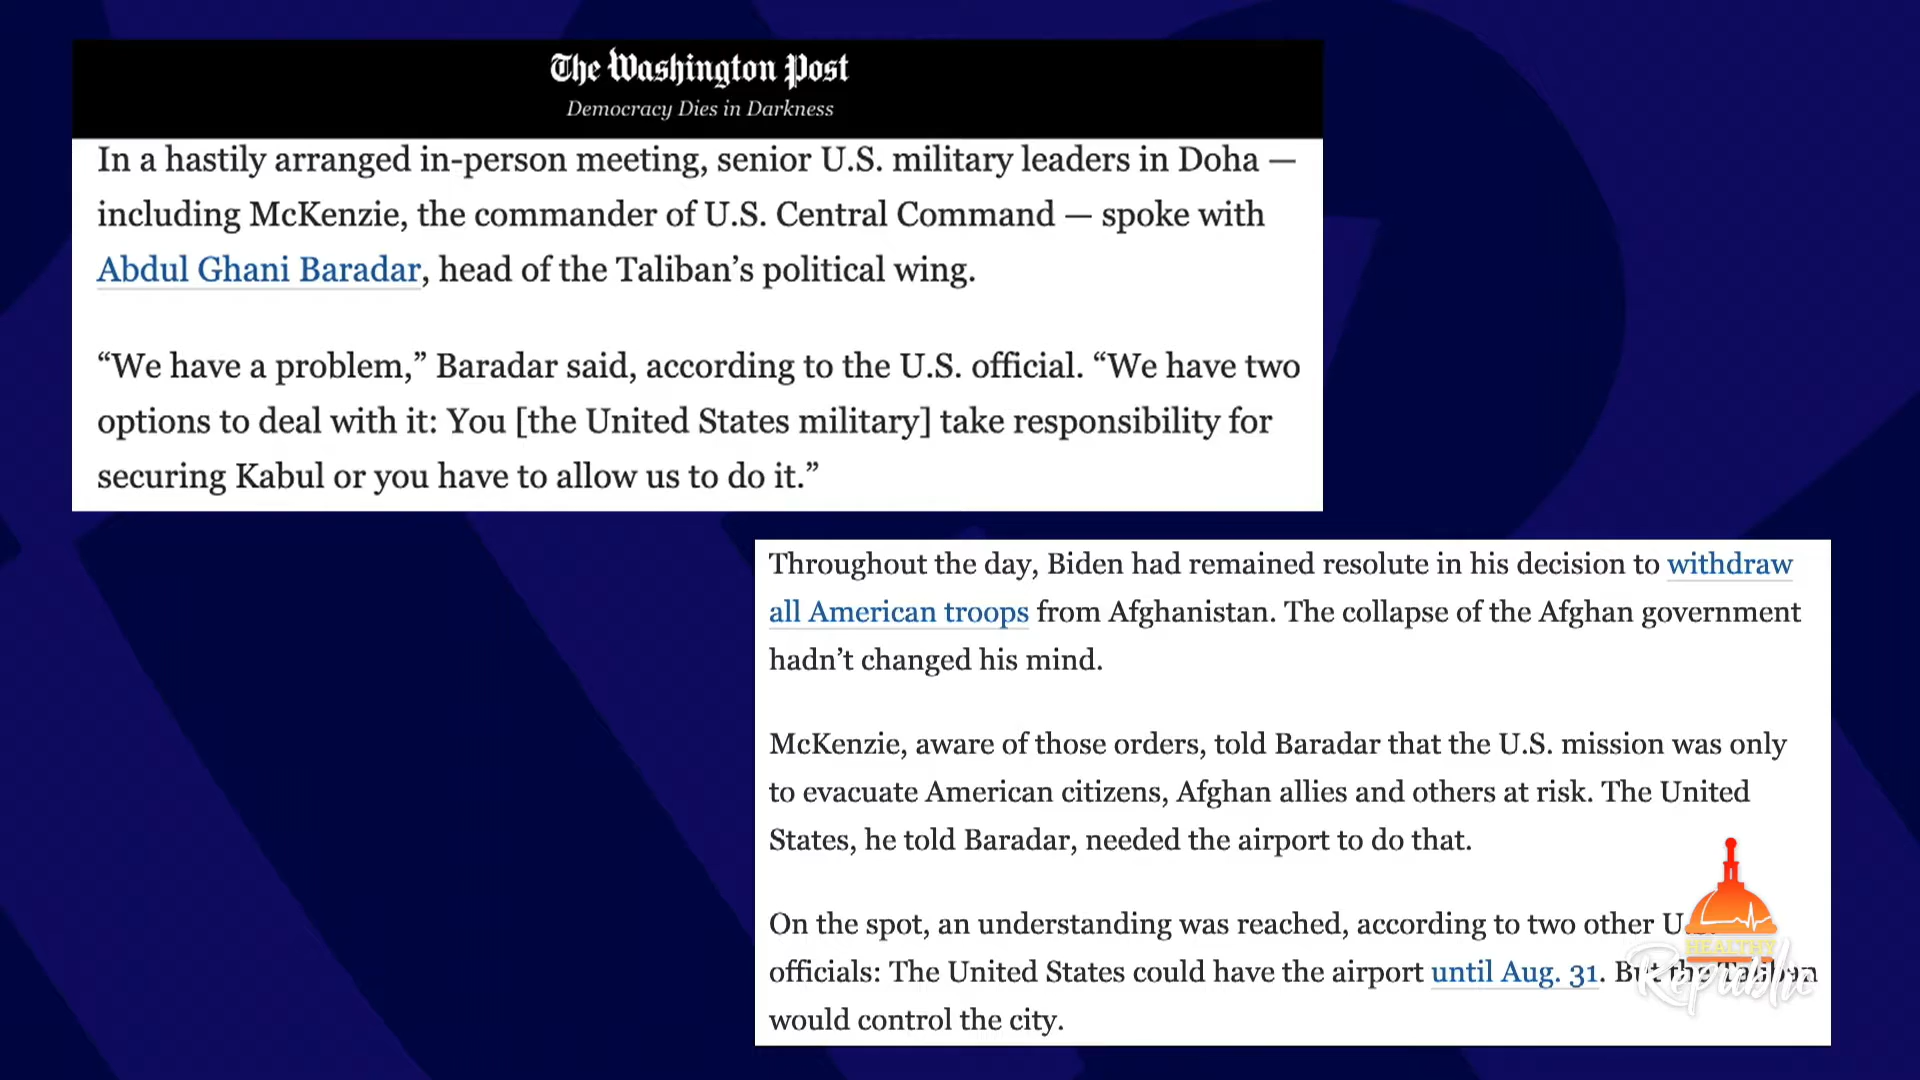 The Washington Post
Democracy Dies in Darkness
In a hastily arranged in-person meeting, senior U.S. military leaders in Doha —
including McKenzie, the commander of U.S. Central Command — spoke with
Abdul Ghani Baradar, head of the Taliban’s political wing.
“We have a problem,” Baradar said, according to the U.S. official. “We have two
options to deal with it: You [the United States military] take responsibility for
securing Kabul or you have to allow us to do it.”
Throughout the day, Biden had remained resolute in his decision to withdraw
all American troops from Afghanistan. The collapse of the Afghan government
hadn’t changed his mind.
McKenzie, aware of those orders, told Baradar that the U.S. mission was only
to evacuate American citizens, Afghan allies and others at risk. The United
States, he told Baradar, needed the airport to do that.
On the spot, an understanding was reached, according to two other U.S.
officials: The United States could have the airport until Aug. 31. But the Taliban
would control the city.
HEALTHY
Republic